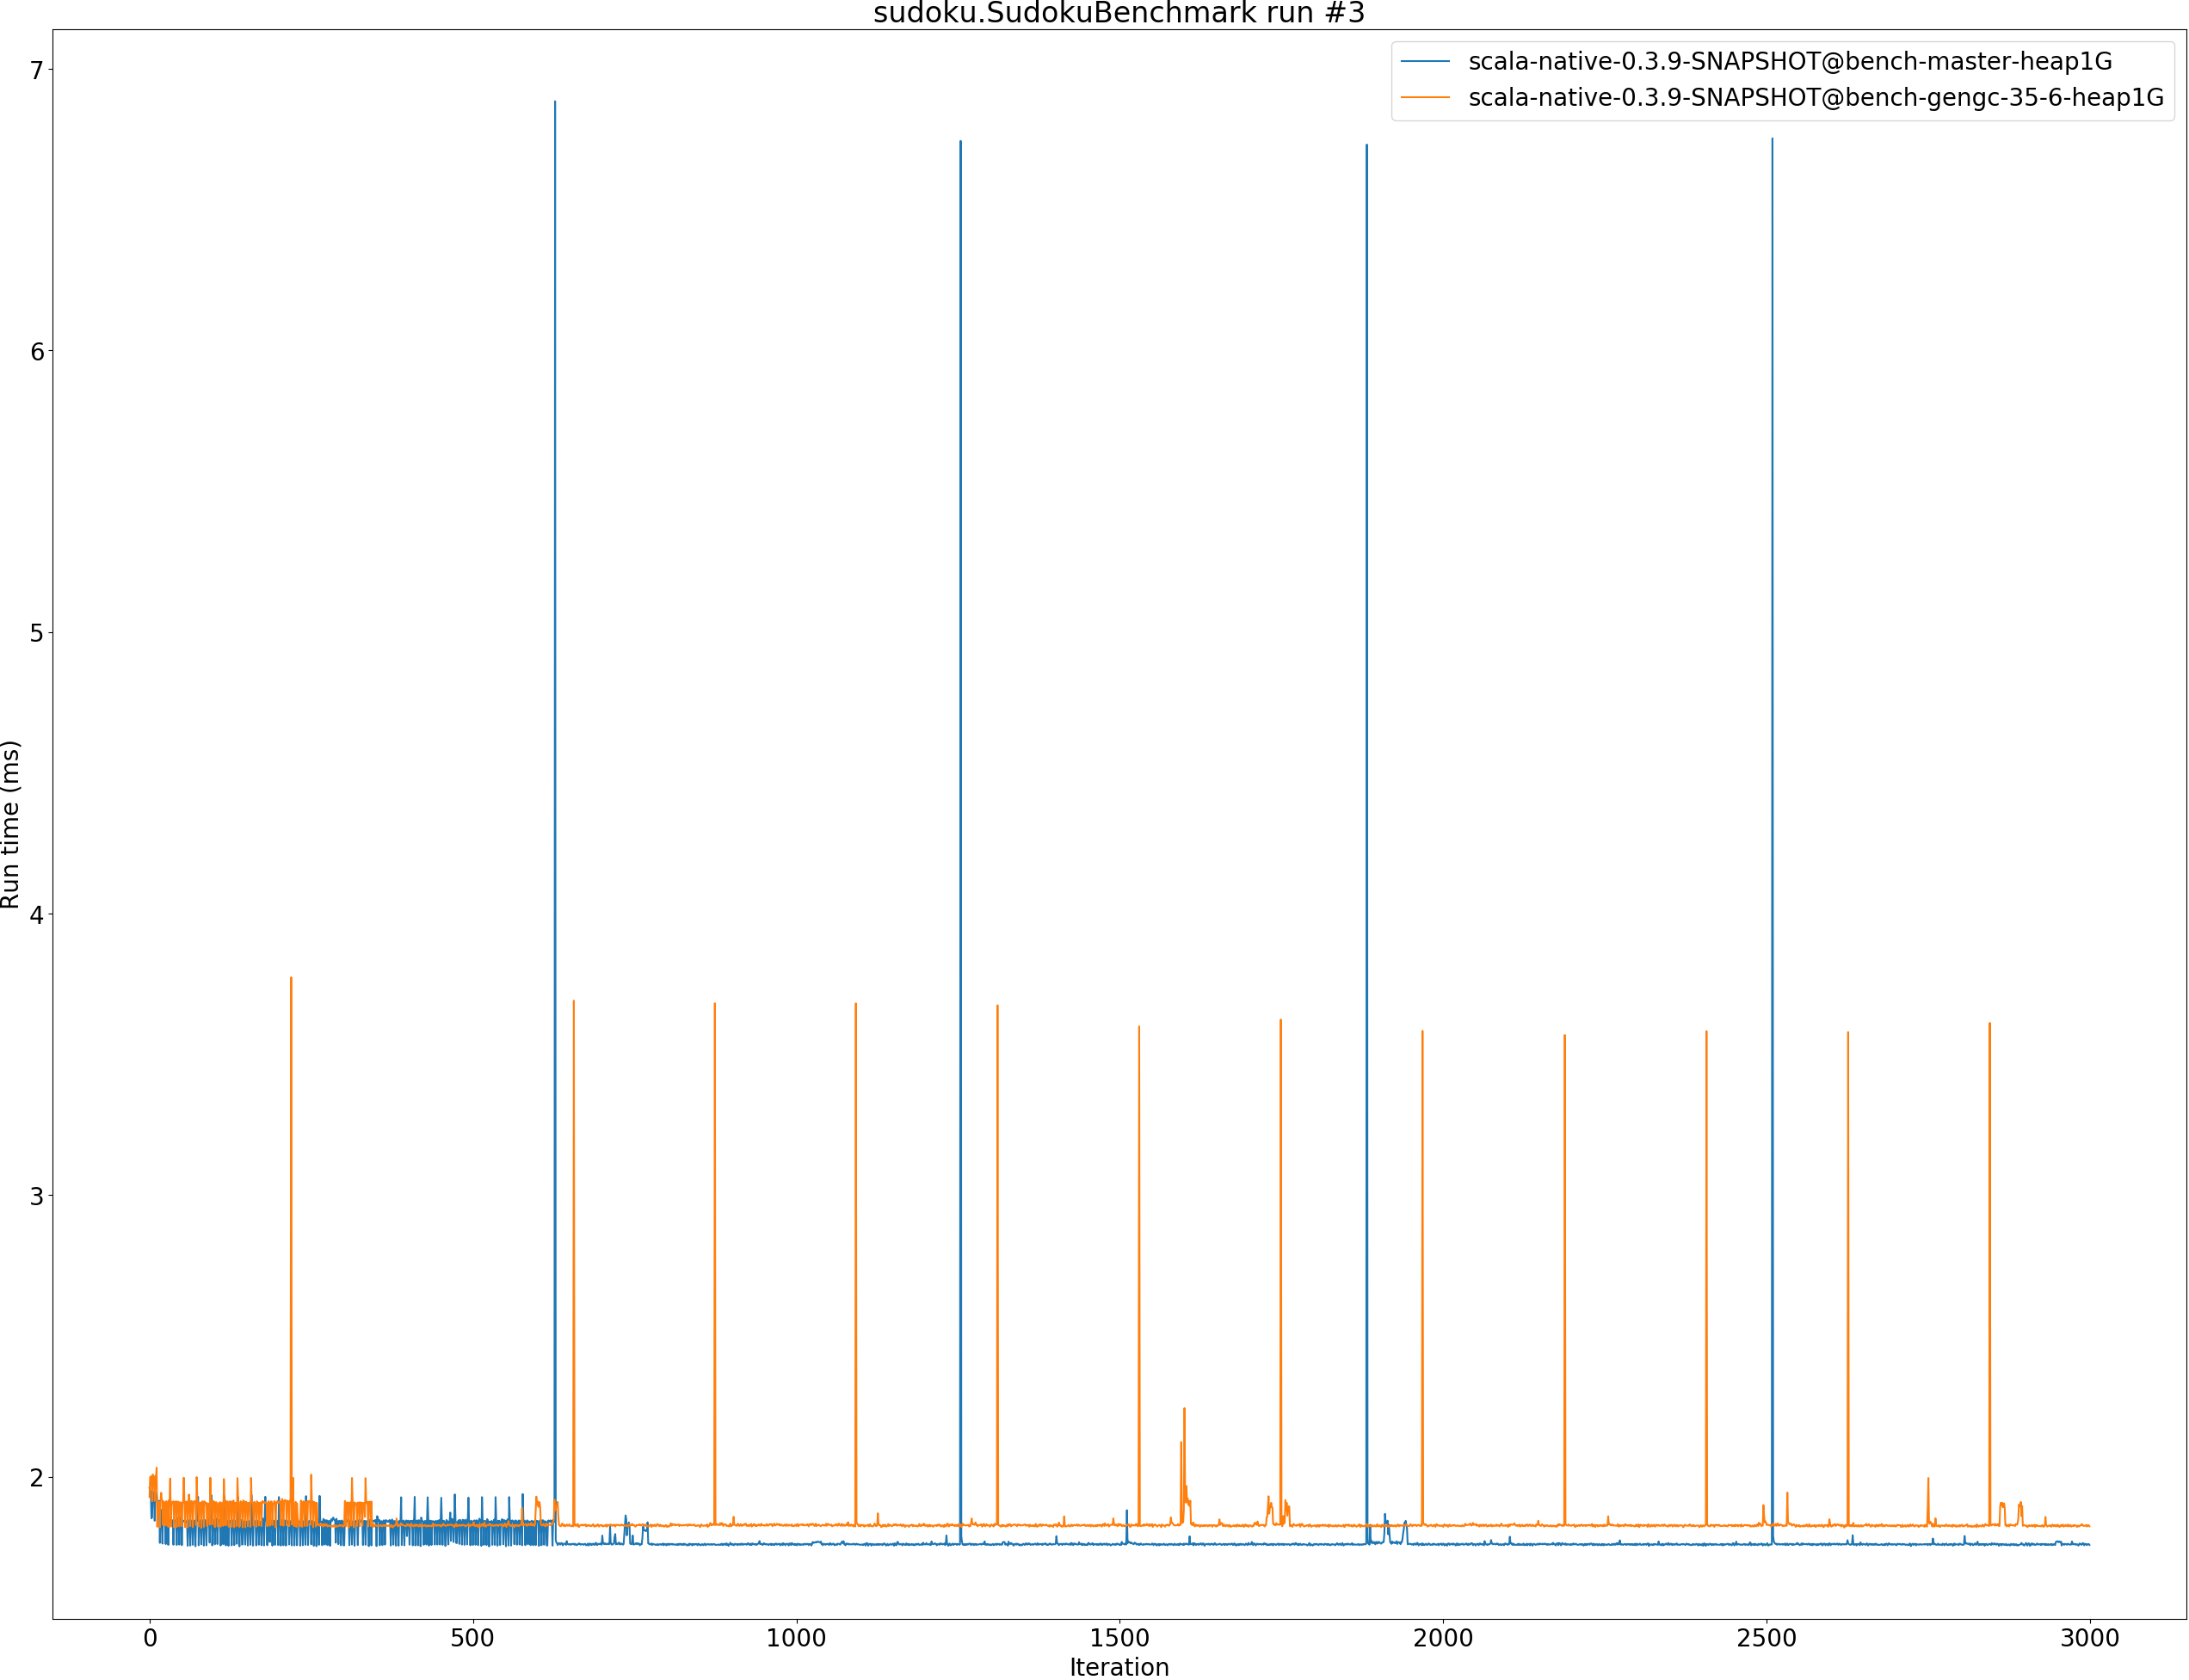 sudoku.SudokuBenchmark run #3
scala-native-0.3.9-SNAPSHOT@bench-master-heap1G
scala-native-0.3.9-SNAPSHOT@bench-gengc-35-6-heap1G
Run time (ms)
7
6
5
4
3
2
0
500
1000
1500
2000
2500
3000
Iteration